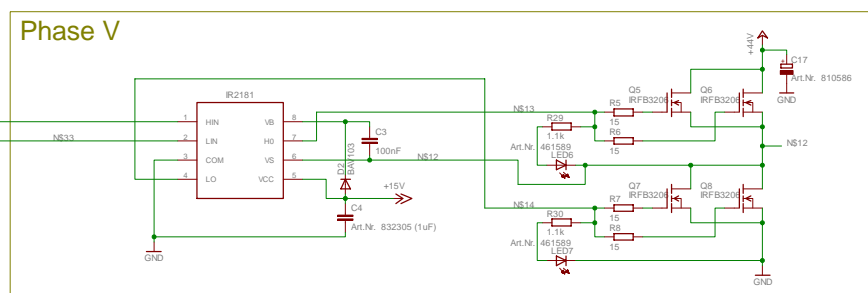 Phase V
+44V
C17
Art.Nr. 810586
GND
IR2181
1 HIN VB 8
2 LIN H0 7
3 COM VS 6
4 LO VCC 5
N$33
C3
100nF
N$12
D2
BAV103
+15V
C4
Art.Nr. 832305 (1uF)
GND
N$13
R29
1.1k
Art.Nr. 461589
LED6
R5
15
R6
15
Q5
IRFB3206
Q6
IRFB3206
N$12
N$14
R30
1.1k
Art.Nr. 461589
LED7
R7
15
R8
15
Q7
IRFB3206
Q8
IRFB3206
GND